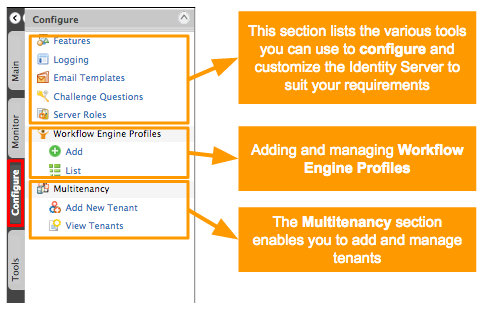 Configure
Features
Logging
Email Templates
Challenge Questions
Server Roles
Workflow Engine Profiles
Add
List
Multitenancy
Add New Tenant
View Tenants
Main
Monitor
Configure
Tools
This section lists the various tools
you can use to configure and
customize the Identity Server to
suit your requirements
Adding and managing Workflow
Engine Profiles
The Multitenancy section
enables you to add and manage
tenants